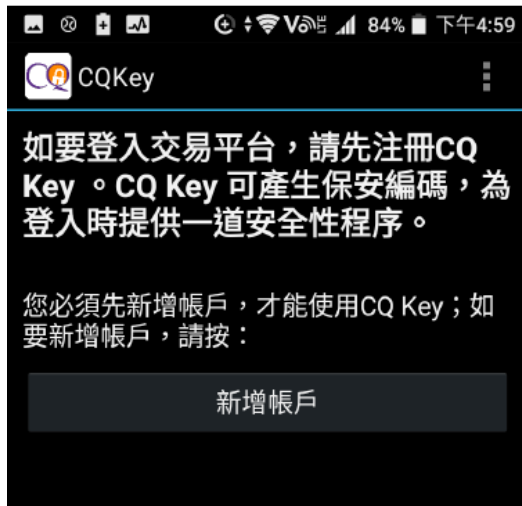 84% 下午4:59
CQKey
如要登入交易平台，請先注冊CQ
Key 。CQ Key 可產生保安編碼，為
登入時提供一道安全性程序。
您必須先新增帳戶，才能使用CQ Key；如
要新增帳戶，請按：
新增帳戶